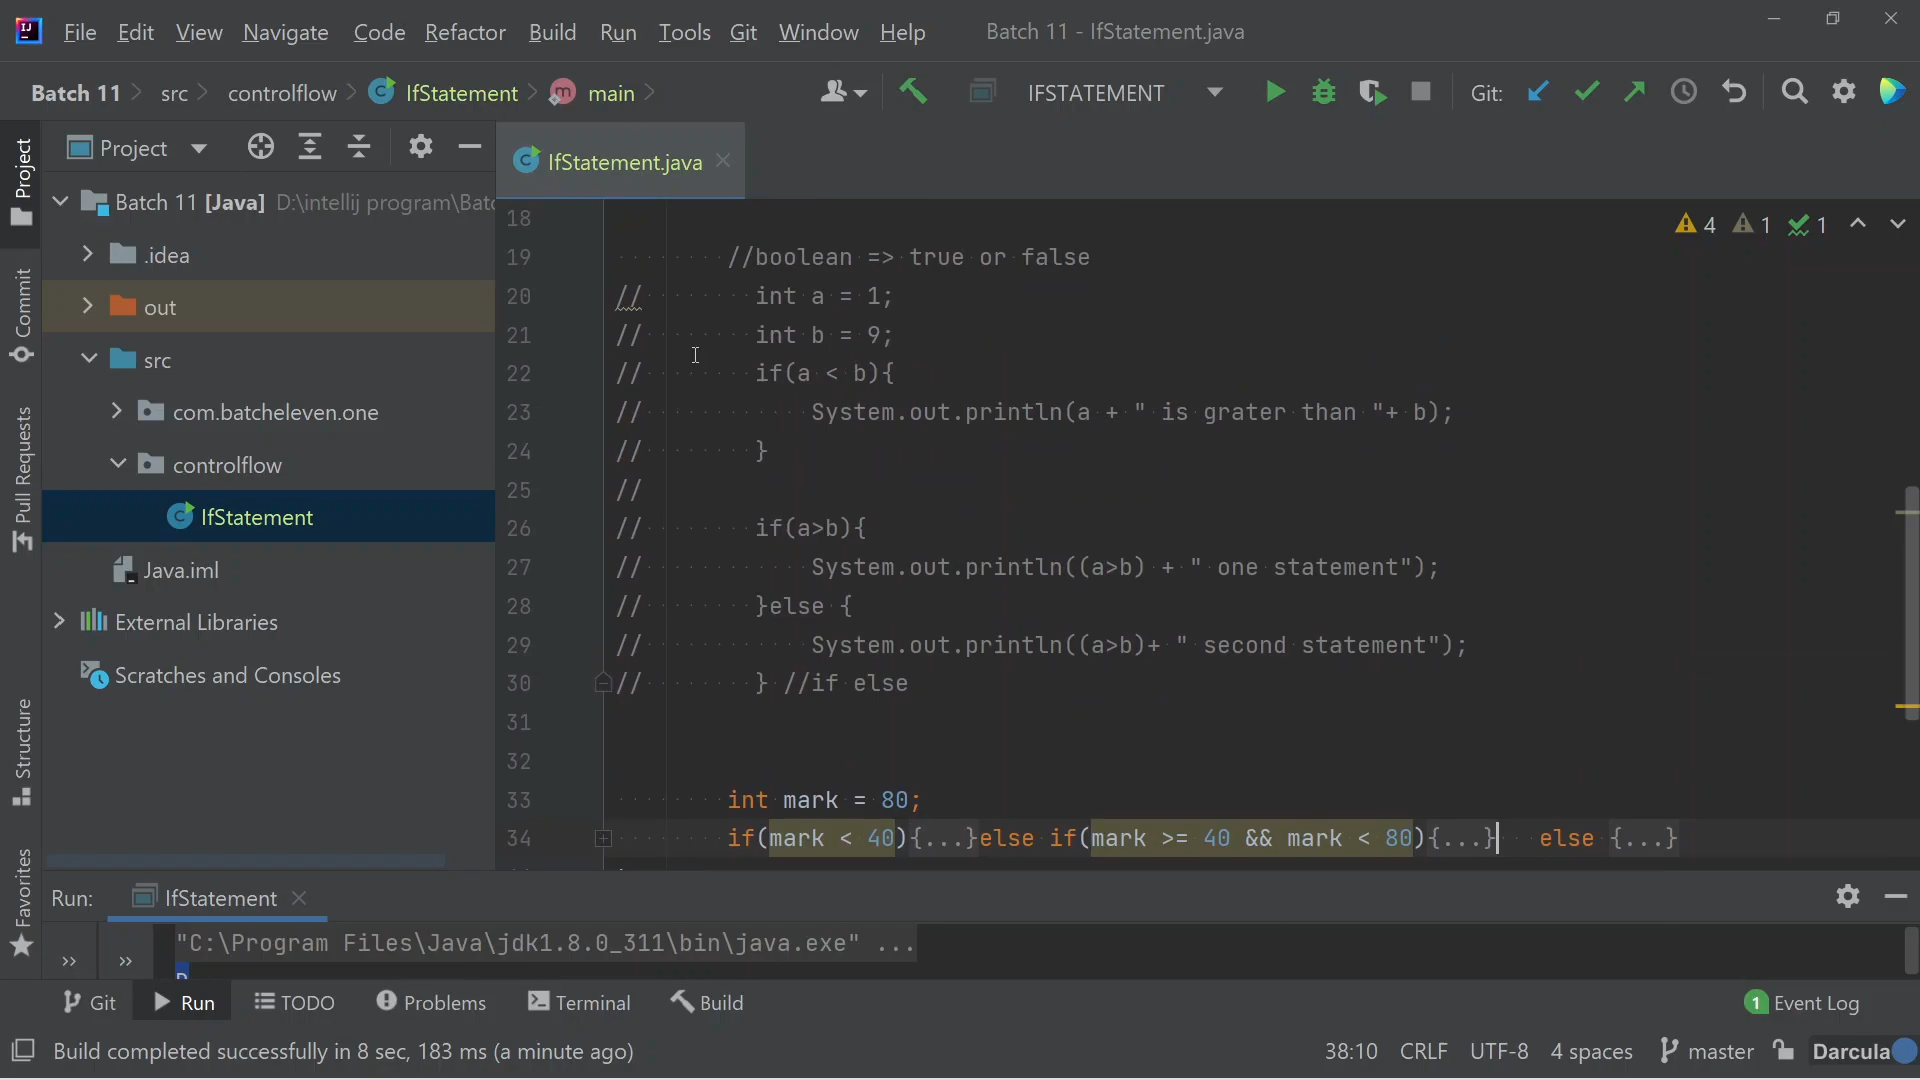 File Edit View Navigate Code Refactor Build Run Tools Git Window Help Batch 11 - IfStatement.java
Batch 11 src controlflow IfStatement main IFSTATEMENT Git:
Project
IfStatement.java
Project
Commit
Pull Requests
Structure
Favorites
Batch 11 [Java] D:\intellij program\Batc
.idea
out
src
com.batcheleven.one
controlflow
IfStatement
Java.iml
External Libraries
Scratches and Consoles
4 1 1
18
19 //boolean => true or false
20 // int a = 1;
21 // int b = 9;
22 // if(a < b){
23 // System.out.println(a + " is grater than "+ b);
24 // }
25 //
26 // if(a>b){
27 // System.out.println((a>b) + " one statement");
28 // }else {
29 // System.out.println((a>b)+ " second statement");
30 // } //if else
31
32
33 int mark = 80;
34 if(mark < 40){...}else if(mark >= 40 && mark < 80){...} else {...}
Run: IfStatement
"C:\Program Files\Java\jdk1.8.0_311\bin\java.exe" ...
Git Run TODO Problems Terminal Build 1 Event Log
Build completed successfully in 8 sec, 183 ms (a minute ago) 38:10 CRLF UTF-8 4 spaces master Darcula